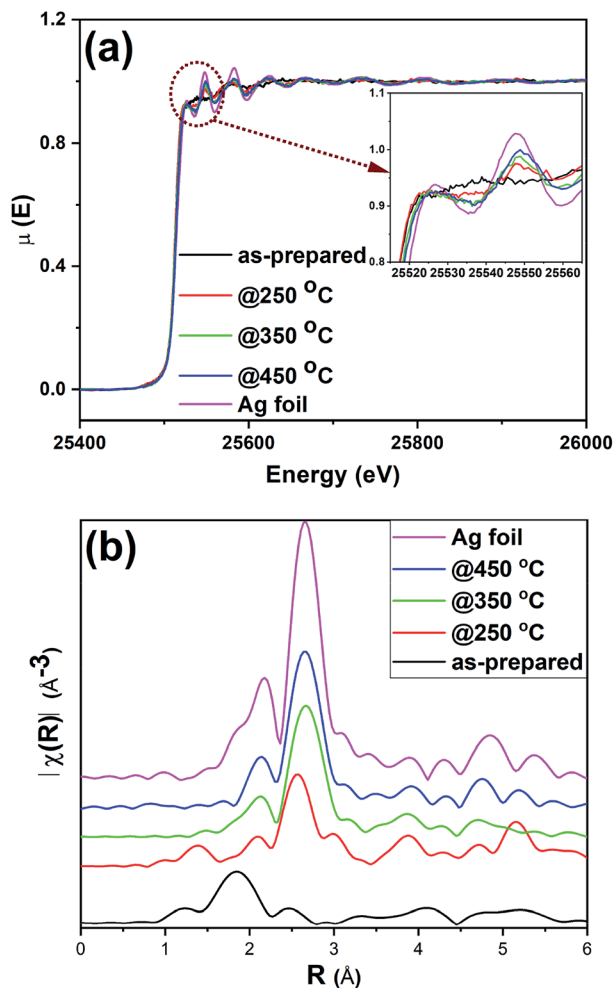 (a)
1.2
0.8
0.4
0.0
μ (E)
as-prepared
@250 °C
@350 °C
@450 °C
Ag foil
1.1
1.0
0.9
0.8
25520 25530 25540 25550 25560
25400 25600 25800 26000
Energy (eV)
(b)
Ag foil
@450 °C
@350 °C
@250 °C
as-prepared
| χ(R)| (Å-3)
0 1 2 3 4 5 6
R (Å)